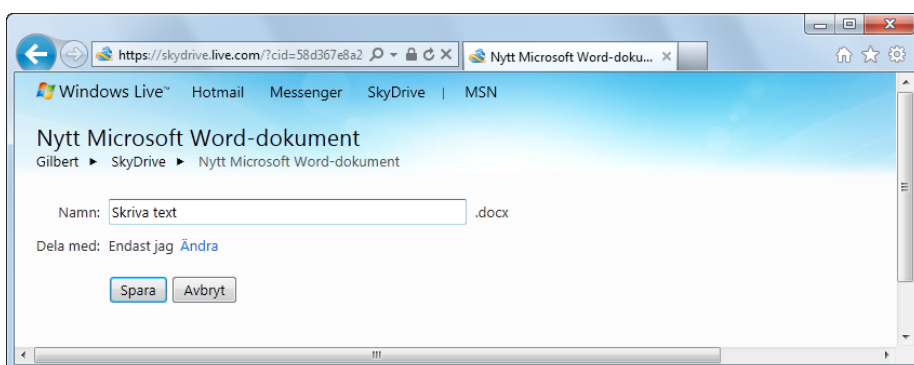 https://skydrive.live.com/?cid=58d367e8a2
Nytt Microsoft Word-doku...
Windows Live™ Hotmail Messenger SkyDrive | MSN
Nytt Microsoft Word-dokument
Gilbert ► SkyDrive ► Nytt Microsoft Word-dokument
Namn: Skriva text .docx
Dela med: Endast jag Ändra
Spara Avbryt